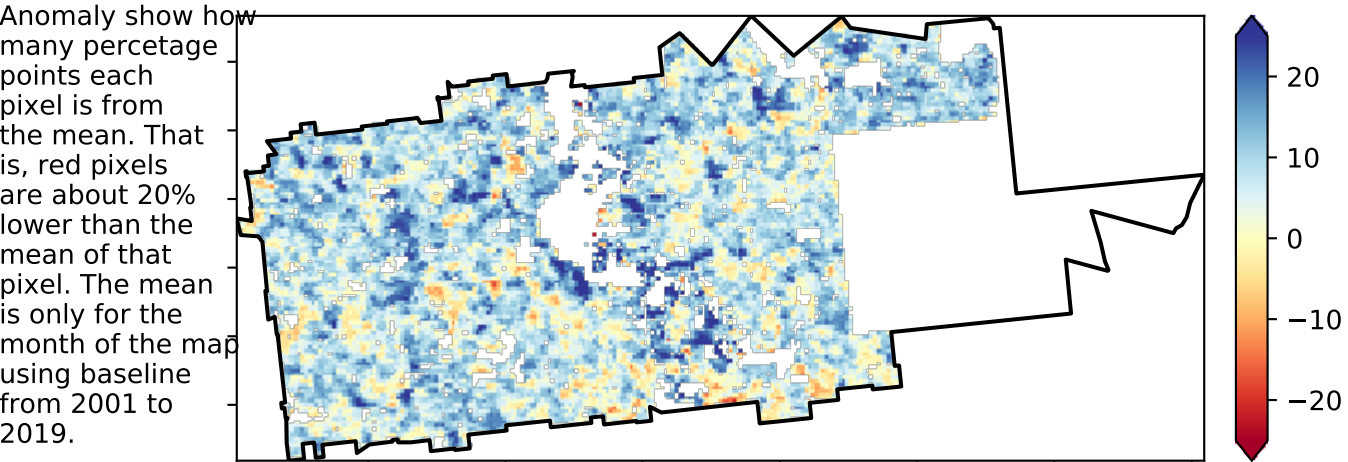 Anomaly show how
many percetage
points each
pixel is from
the mean. That
is, red pixels
are about 20%
lower than the
mean of that
pixel. The mean
is only for the
month of the map
using baseline
from 2001 to
2019.
20
10
0
−10
−20